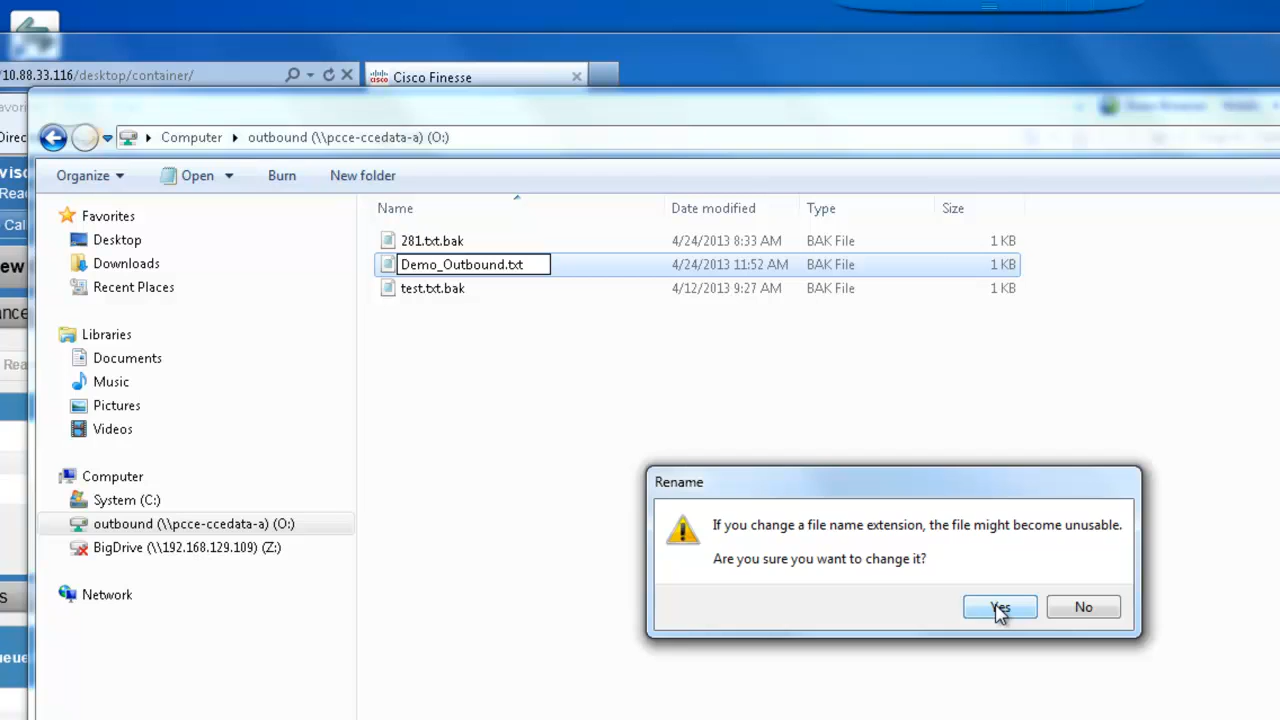 10.88.33.116/desktop/container/
Cisco Finesse
Computer outbound (\\pcce-ccedata-a) (O:)
Organize Open Burn New folder
Name Date modified Type Size
Favorites
Desktop
Downloads
Recent Places
Libraries
Documents
Music
Pictures
Videos
Computer
System (C:)
outbound (\\pcce-ccedata-a) (O:)
BigDrive (\\192.168.129.109) (Z:)
Network
281.txt.bak 4/24/2013 8:33 AM BAK File 1 KB
Demo_Outbound.txt 4/24/2013 11:52 AM BAK File 1 KB
test.txt.bak 4/12/2013 9:27 AM BAK File 1 KB
Rename
If you change a file name extension, the file might become unusable.
Are you sure you want to change it?
Yes No